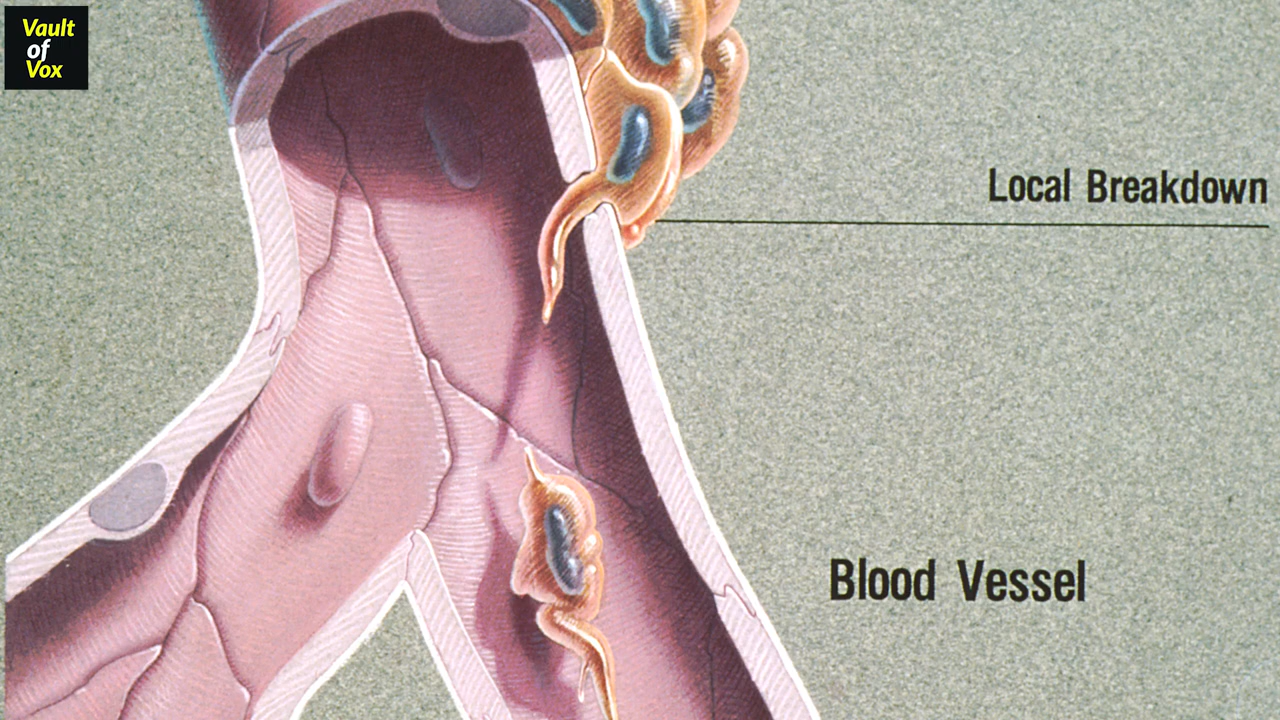 Vault
of
Vox
Local Breakdown
Blood Vessel